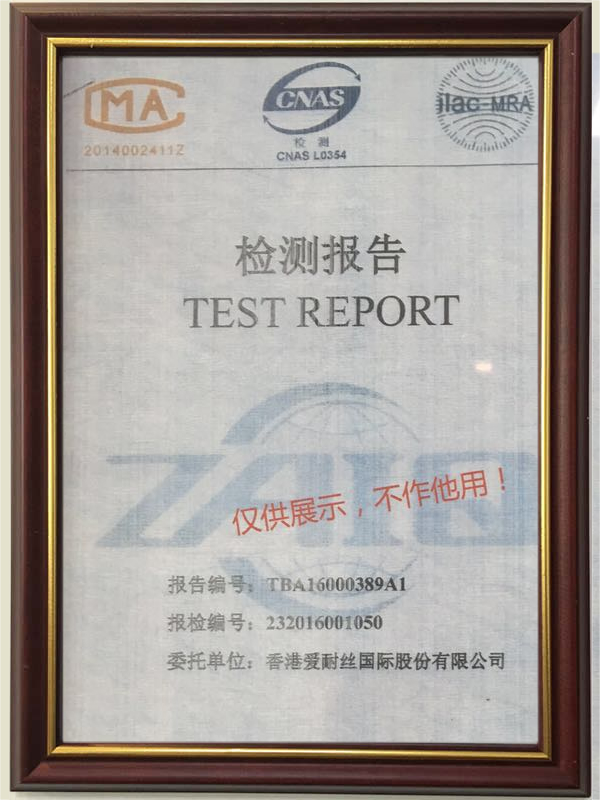 CMA
2014002411Z
CNAS
检 测
CNAS L0354
ilac-MRA
检测报告
TEST REPORT
ZAIQ
仅供展示，不作他用！
报告编号：TBA16000389A1
报检编号：232016001050
委托单位：香港爱耐丝国际股份有限公司